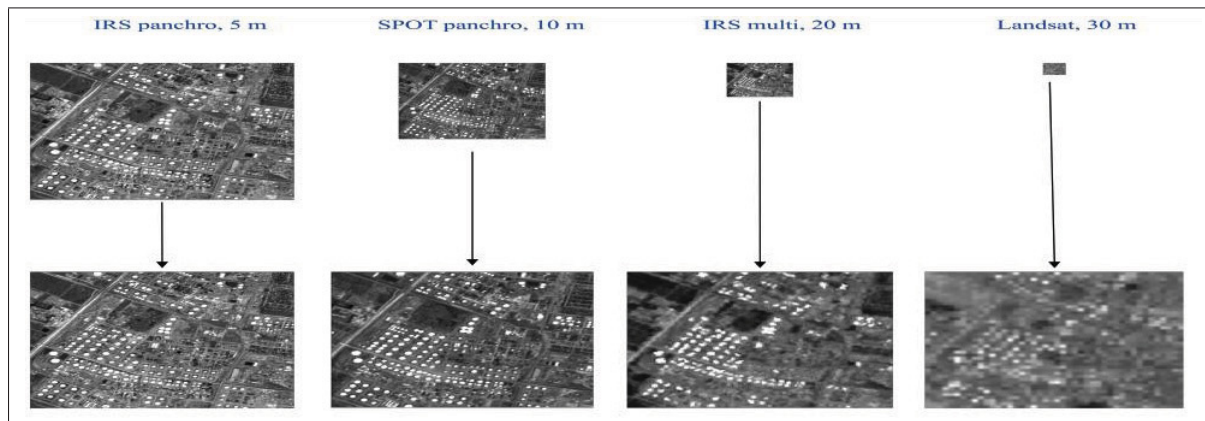 IRS panchro, 5 m
SPOT panchro, 10 m
IRS multi, 20 m
Landsat, 30 m